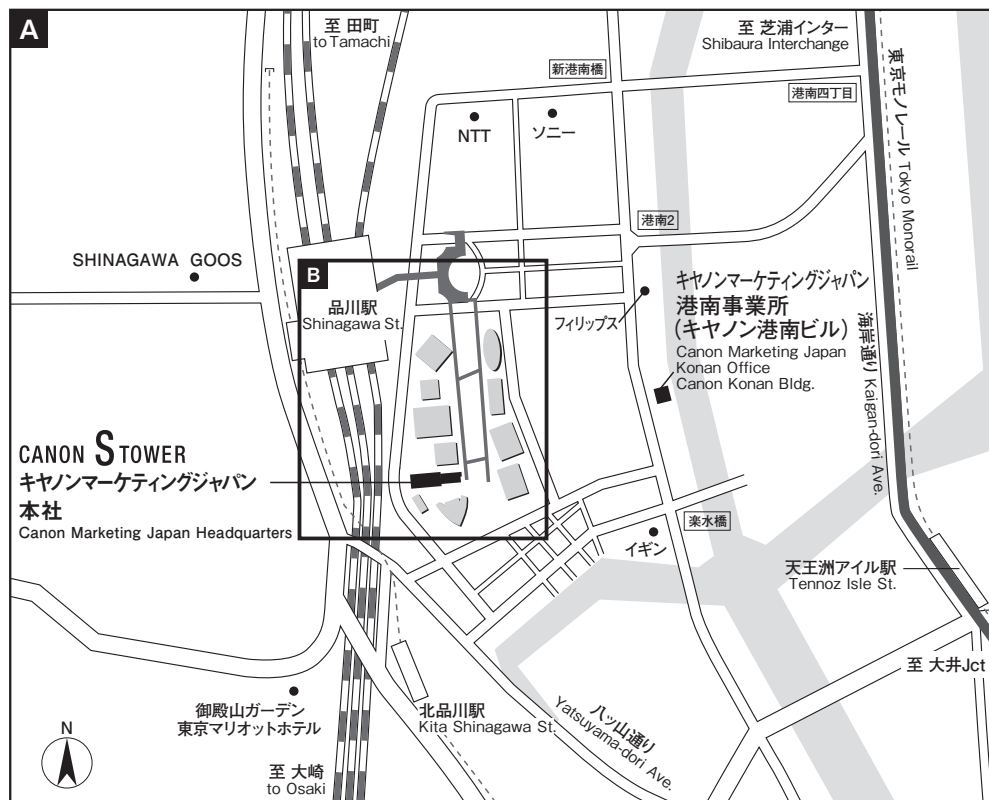 A
至 田町
to Tamachi
至 芝浦インター
Shibaura Interchange
新港南橋
港南四丁目
東京モノレール Tokyo Monorail
NTT
ソニー
港南2
SHINAGAWA GOOS
B
品川駅
Shinagawa St.
フィリップス
キヤノンマーケティングジャパン
港南事業所
(キヤノン港南ビル)
Canon Marketing Japan
Konan Office
Canon Konan Bldg.
海岸通り Kaigan-dori Ave.
CANON S TOWER
キヤノンマーケティングジャパン
本社
Canon Marketing Japan Headquarters
楽水橋
イギン
天王洲アイル駅
Tennoz Isle St.
至 大井Jct
御殿山ガーデン
東京マリオットホテル
北品川駅
Kita Shinagawa St.
八ッ山通り
Yatsuyama-dori Ave.
N
至 大崎
to Osaki